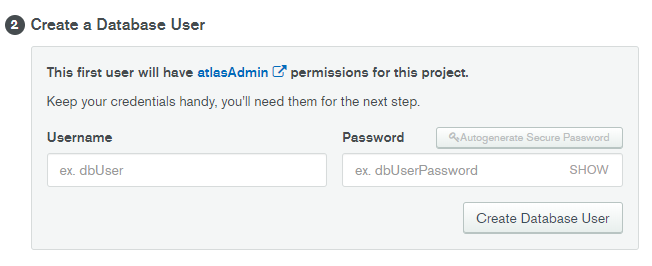 2 Create a Database User
This first user will have atlasAdmin permissions for this project.
Keep your credentials handy, you'll need them for the next step.
Username
Password Autogenerate Secure Password
ex. dbUser
ex. dbUserPassword SHOW
Create Database User